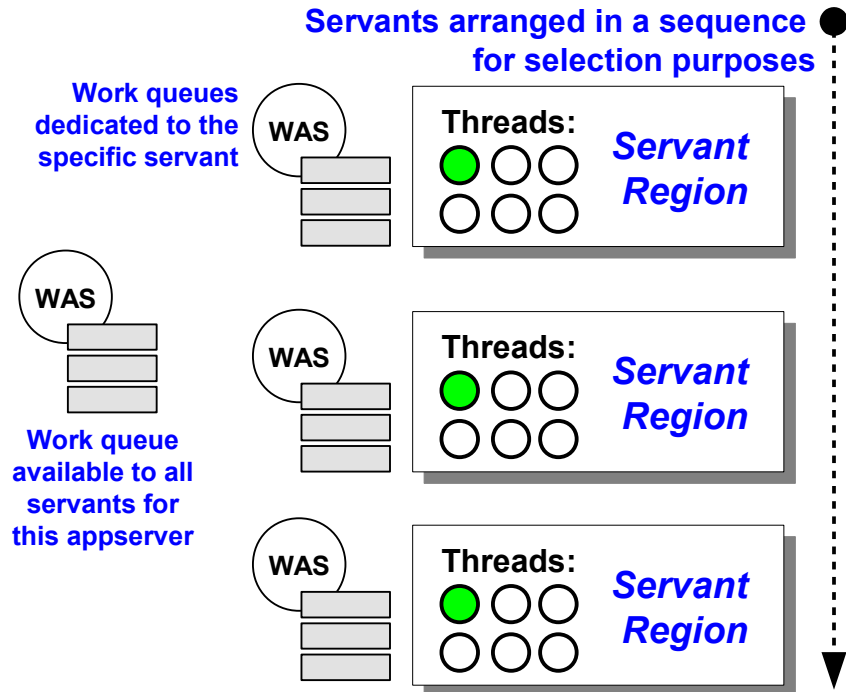 Servants arranged in a sequence
for selection purposes
Work queues
dedicated to the
specific servant
WAS
Threads:
Servant
Region
WAS
Work queue
available to all
servants for
this appserver
WAS
Threads:
Servant
Region
WAS
Threads:
Servant
Region